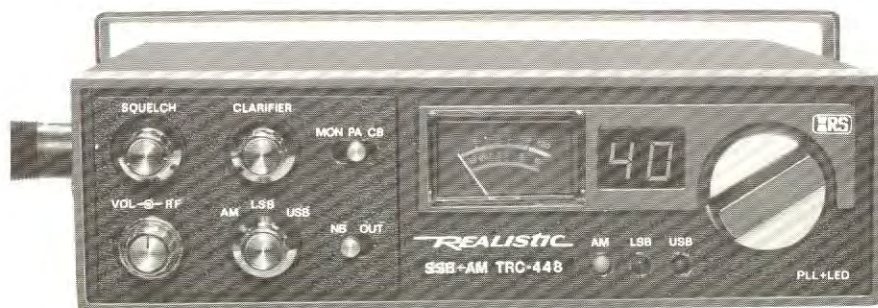 SQUELCH
CLARIFIER
MON PA CB
VOL
RF
AM
LSB
USB
NB OUT
40
RS
REALISTIC
SSB+AM TRC-448
AM
LSB
USB
PLL+LED